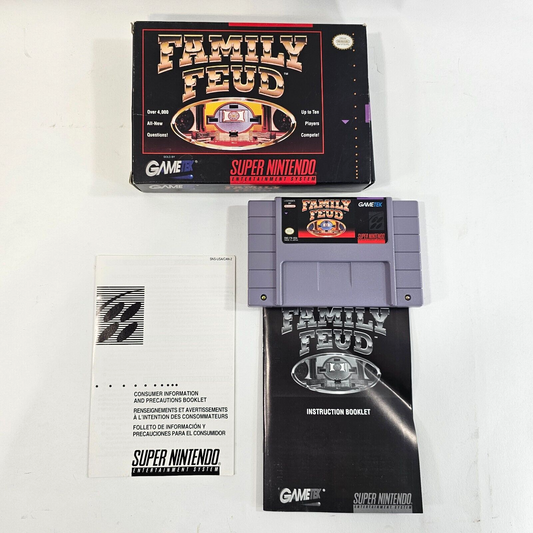 FAMILY
FEUD™
Over 4,000
All-New
Questions!
Up to Ten
Players
Compete!
GAMETEK
SUPER NINTENDO
ENTERTAINMENT SYSTEM
GAMETEK
SUPER NINTENDO
FAMILY
FEUD
GAMETEK
CONSUMER INFORMATION
AND PRECAUTIONS BOOKLET
RENSEIGNEMENTS ET AVERTISSEMENTS
À L'INTENTION DES CONSOMMATEURS
FOLLETO DE INFORMACIÓN Y
PRECAUCIONES PARA EL CONSUMIDOR
SUPER NINTENDO
ENTERTAINMENT SYSTEM
FAMILY
FEUD
INSTRUCTION BOOKLET
GAMETEK
SUPER NINTENDO
ENTERTAINMENT SYSTEM